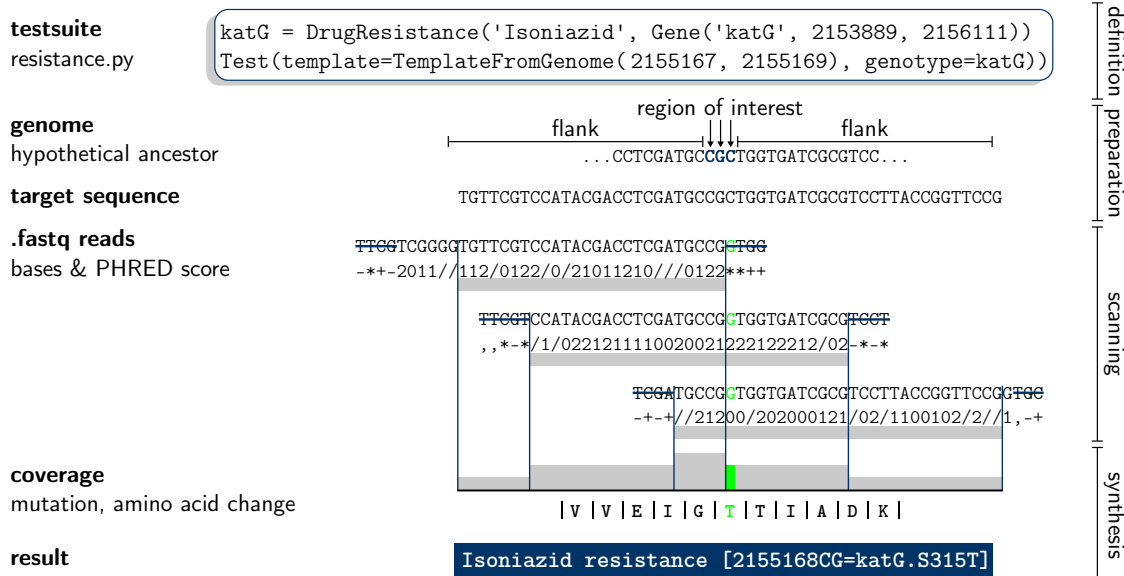 testsuite
resistance.py
katG = DrugResistance('Isoniazid', Gene('katG', 2153889, 2156111))
Test(template=TemplateFromGenome(2155167, 2155169), genotype=katG))
definition
genome
hypothetical ancestor
region of interest
flank flank
...CCTCGATGCCGCTGGTGATCGCGTCC...
target sequence
TGTTCGTCCATACGACCTCGATGCCGCTGGTGATCGCGTCCTTACCGGTTCCG
preparation
.fastq reads
bases & PHRED score
TTCGTCGGGGTGTTCGTCCATACGACCTCGATGCCGGTGG
-*+-2011//112/0122/0/21011210///0122**++
TTCGTCCATACGACCTCGATGCCGGTGGTGATCGCGTCCT
,,*-*/1/02212111100200212221222212/02-*-*
TCGATGCCGGTGGTGATCGCGTCCTTACCGGTTCCGGTGC
-+-+//21200/202000121/02/1100102/2//1,-+
scanning
coverage
mutation, amino acid change
|V|V|E|I|G|T|T|I|A|D|K|
synthesis
result
Isoniazid resistance [2155168CG=katG.S315T]